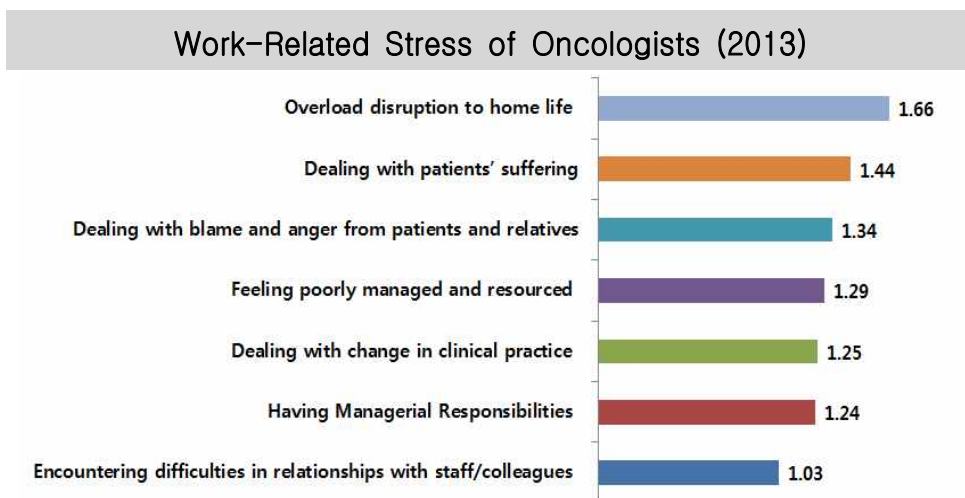 Work-Related Stress of Oncologists (2013)
Overload disruption to home life 1.66
Dealing with patients’ suffering 1.44
Dealing with blame and anger from patients and relatives 1.34
Feeling poorly managed and resourced 1.29
Dealing with change in clinical practice 1.25
Having Managerial Responsibilities 1.24
Encountering difficulties in relationships with staff/colleagues 1.03